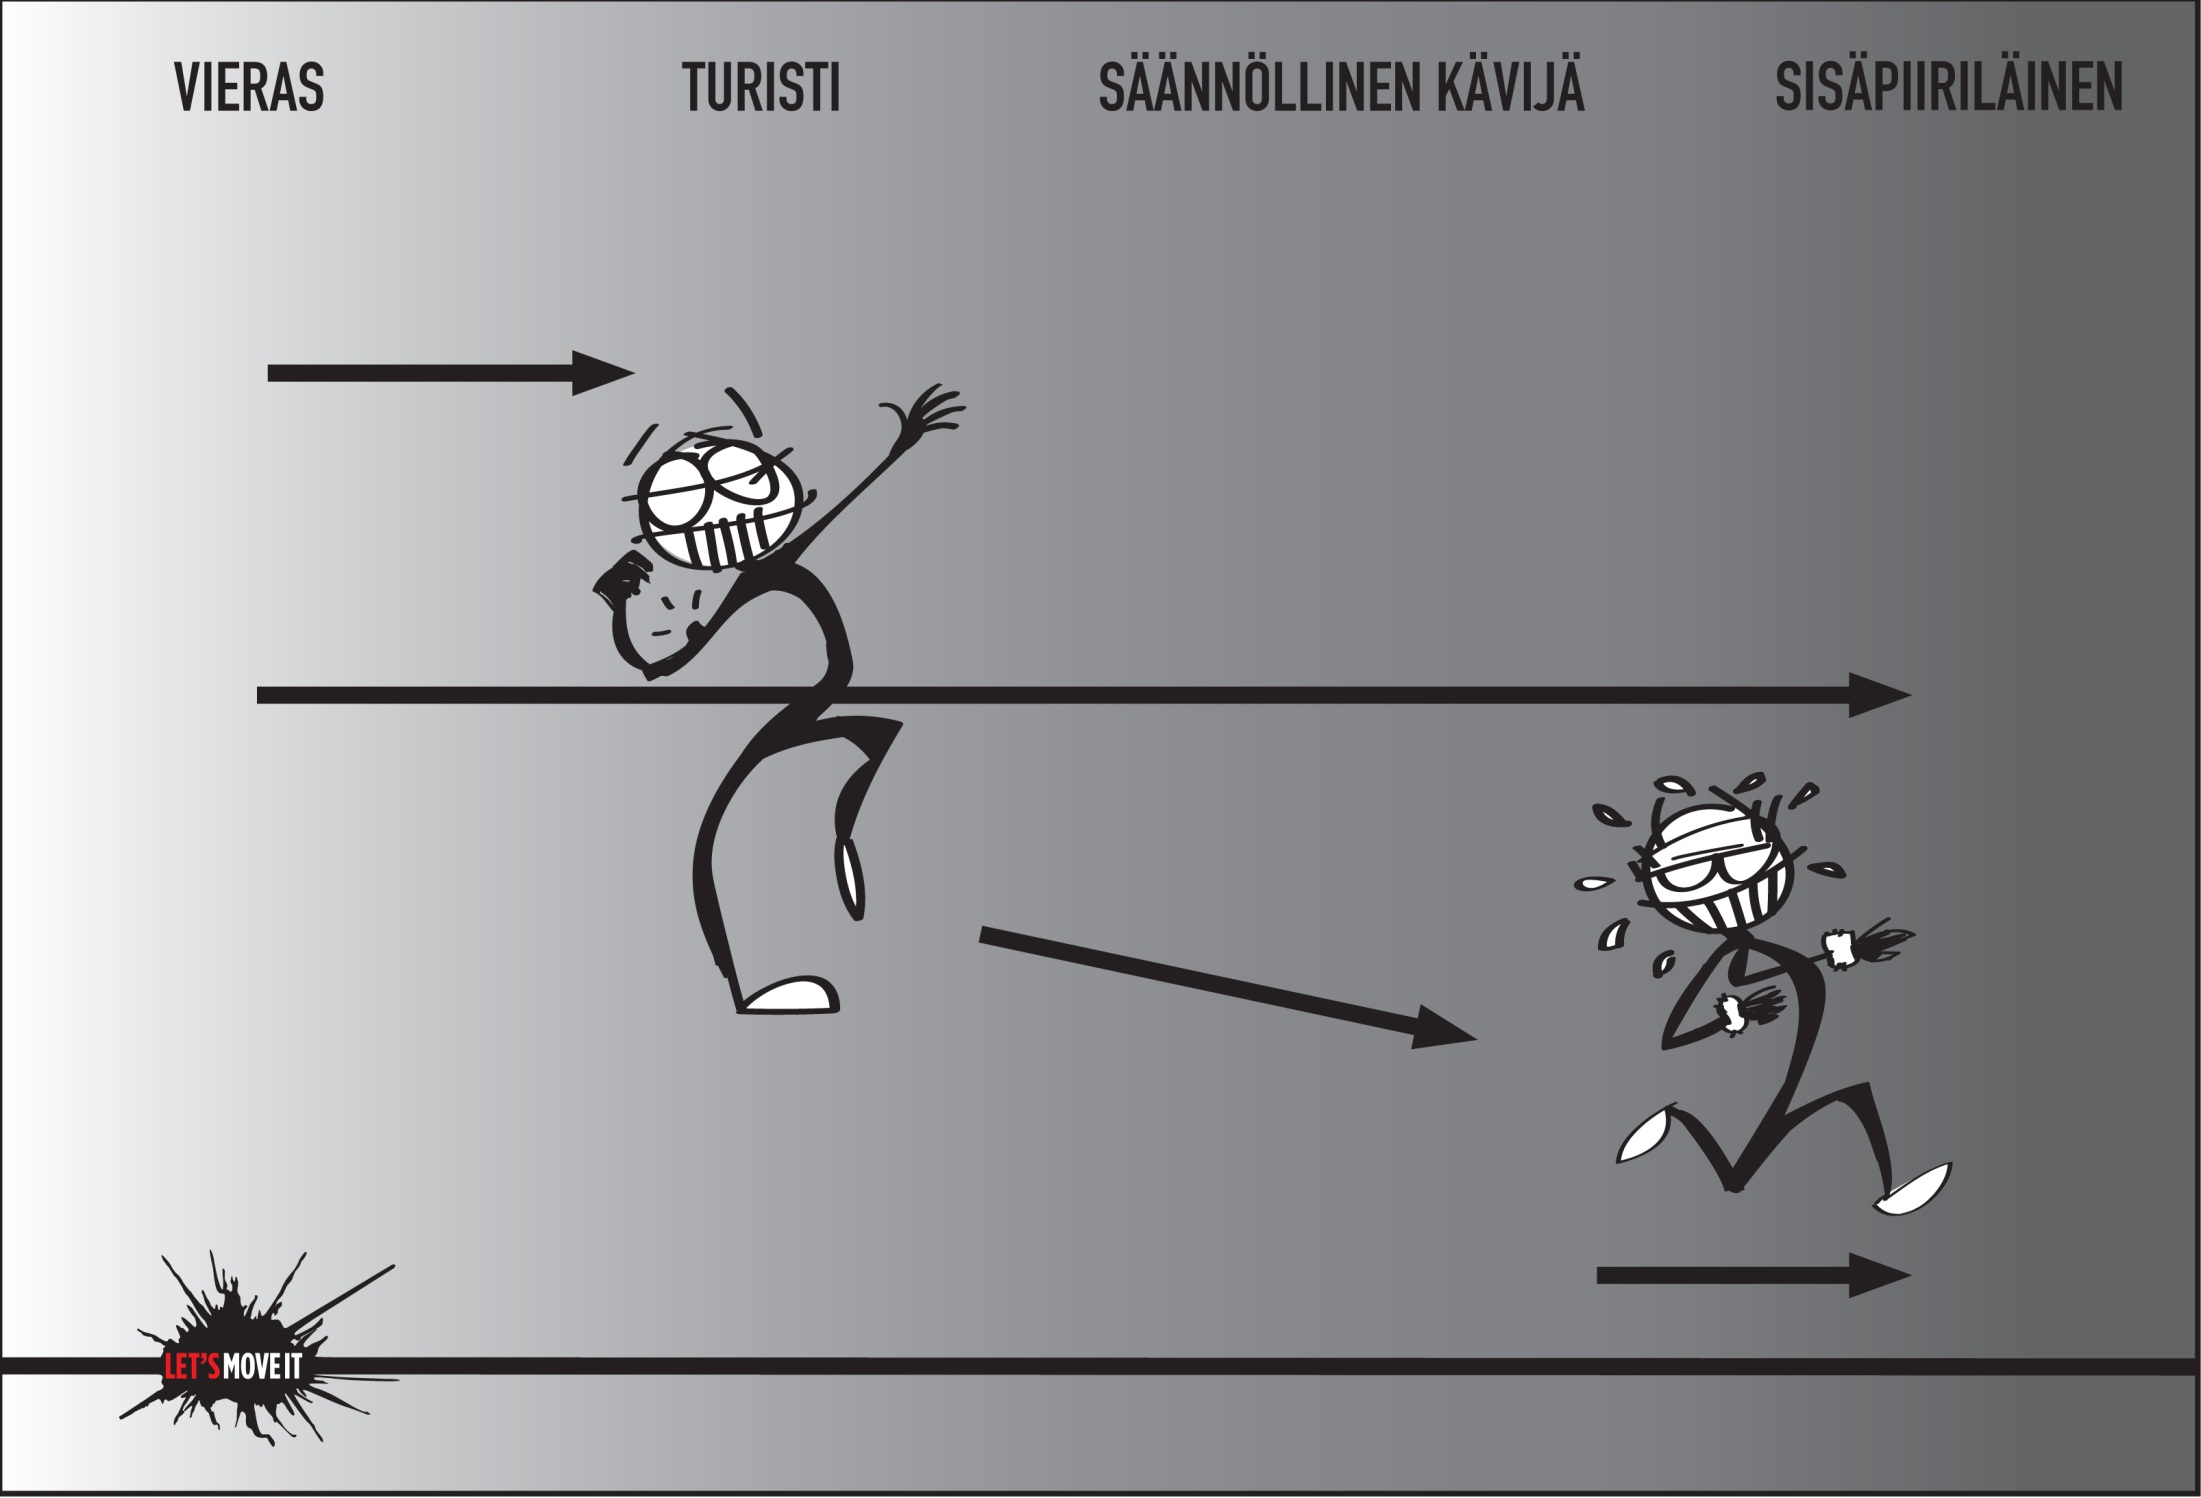 VIERAS
TURISTI
SÄÄNNÖLLINEN KÄVIJÄ
SISÄPIIRILÄINEN
LET'S MOVE IT